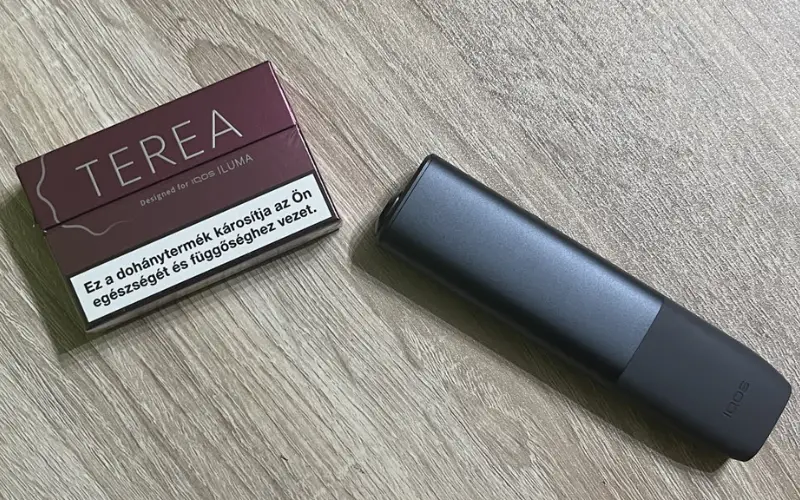 TEREA
Designed for IQOS ILUMA
Ez a dohánytermék károsítja az Ön
egészségét és függőséghez vezet.
IQOS